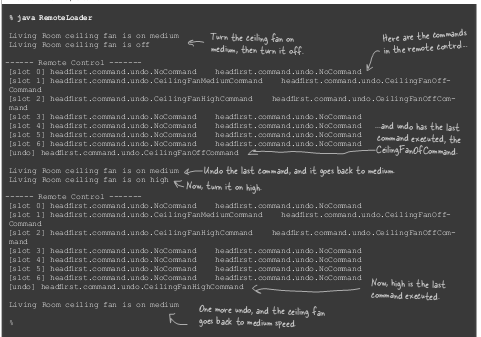 % java RemoteLoader
Living Room ceiling fan is on medium
Living Room ceiling fan is off
Turn the ceiling fan on
medium, then turn it off.
Here are the commands
in the remote control...
------ Remote Control -------
[slot 0] headfirst.command.undo.NoCommand headfirst.command.undo.NoCommand
[slot 1] headfirst.command.undo.CeilingFanMediumCommand headfirst.command.undo.CeilingFanOff-
Command
[slot 2] headfirst.command.undo.CeilingFanHighCommand headfirst.command.undo.CeilingFanOffCom-
mand
[slot 3] headfirst.command.undo.NoCommand headfirst.command.undo.NoCommand
[slot 4] headfirst.command.undo.NoCommand headfirst.command.undo.NoCommand
[slot 5] headfirst.command.undo.NoCommand headfirst.command.undo.NoCommand
[slot 6] headfirst.command.undo.NoCommand headfirst.command.undo.NoCommand
[undo] headfirst.command.undo.CeilingFanOffCommand
...and undo has the last
command executed, the
CeilingFanOffCommand.
Living Room ceiling fan is on medium
Undo the last command, and it goes back to medium.
Living Room ceiling fan is on high
Now, turn it on high.
------ Remote Control -------
[slot 0] headfirst.command.undo.NoCommand headfirst.command.undo.NoCommand
[slot 1] headfirst.command.undo.CeilingFanMediumCommand headfirst.command.undo.CeilingFanOff-
Command
[slot 2] headfirst.command.undo.CeilingFanHighCommand headfirst.command.undo.CeilingFanOffCom-
mand
[slot 3] headfirst.command.undo.NoCommand headfirst.command.undo.NoCommand
[slot 4] headfirst.command.undo.NoCommand headfirst.command.undo.NoCommand
[slot 5] headfirst.command.undo.NoCommand headfirst.command.undo.NoCommand
[slot 6] headfirst.command.undo.NoCommand headfirst.command.undo.NoCommand
[undo] headfirst.command.undo.CeilingFanHighCommand
Now, high is the last
command executed.
Living Room ceiling fan is on medium
One more undo, and the ceiling fan
goes back to medium speed.
%